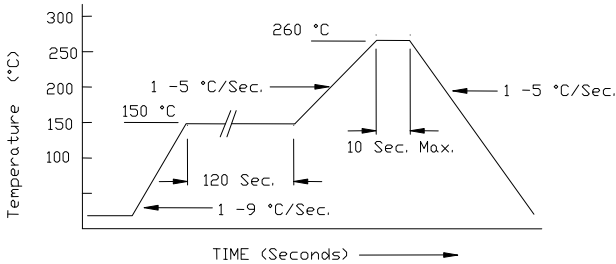 300
260 °C
250
200
1 -5 °C/Sec.
1 -5 °C/Sec.
150 °C
150
10 Sec. Max.
100
120 Sec.
1 -9 °C/Sec.
Temperature (°C)
TIME (Seconds)